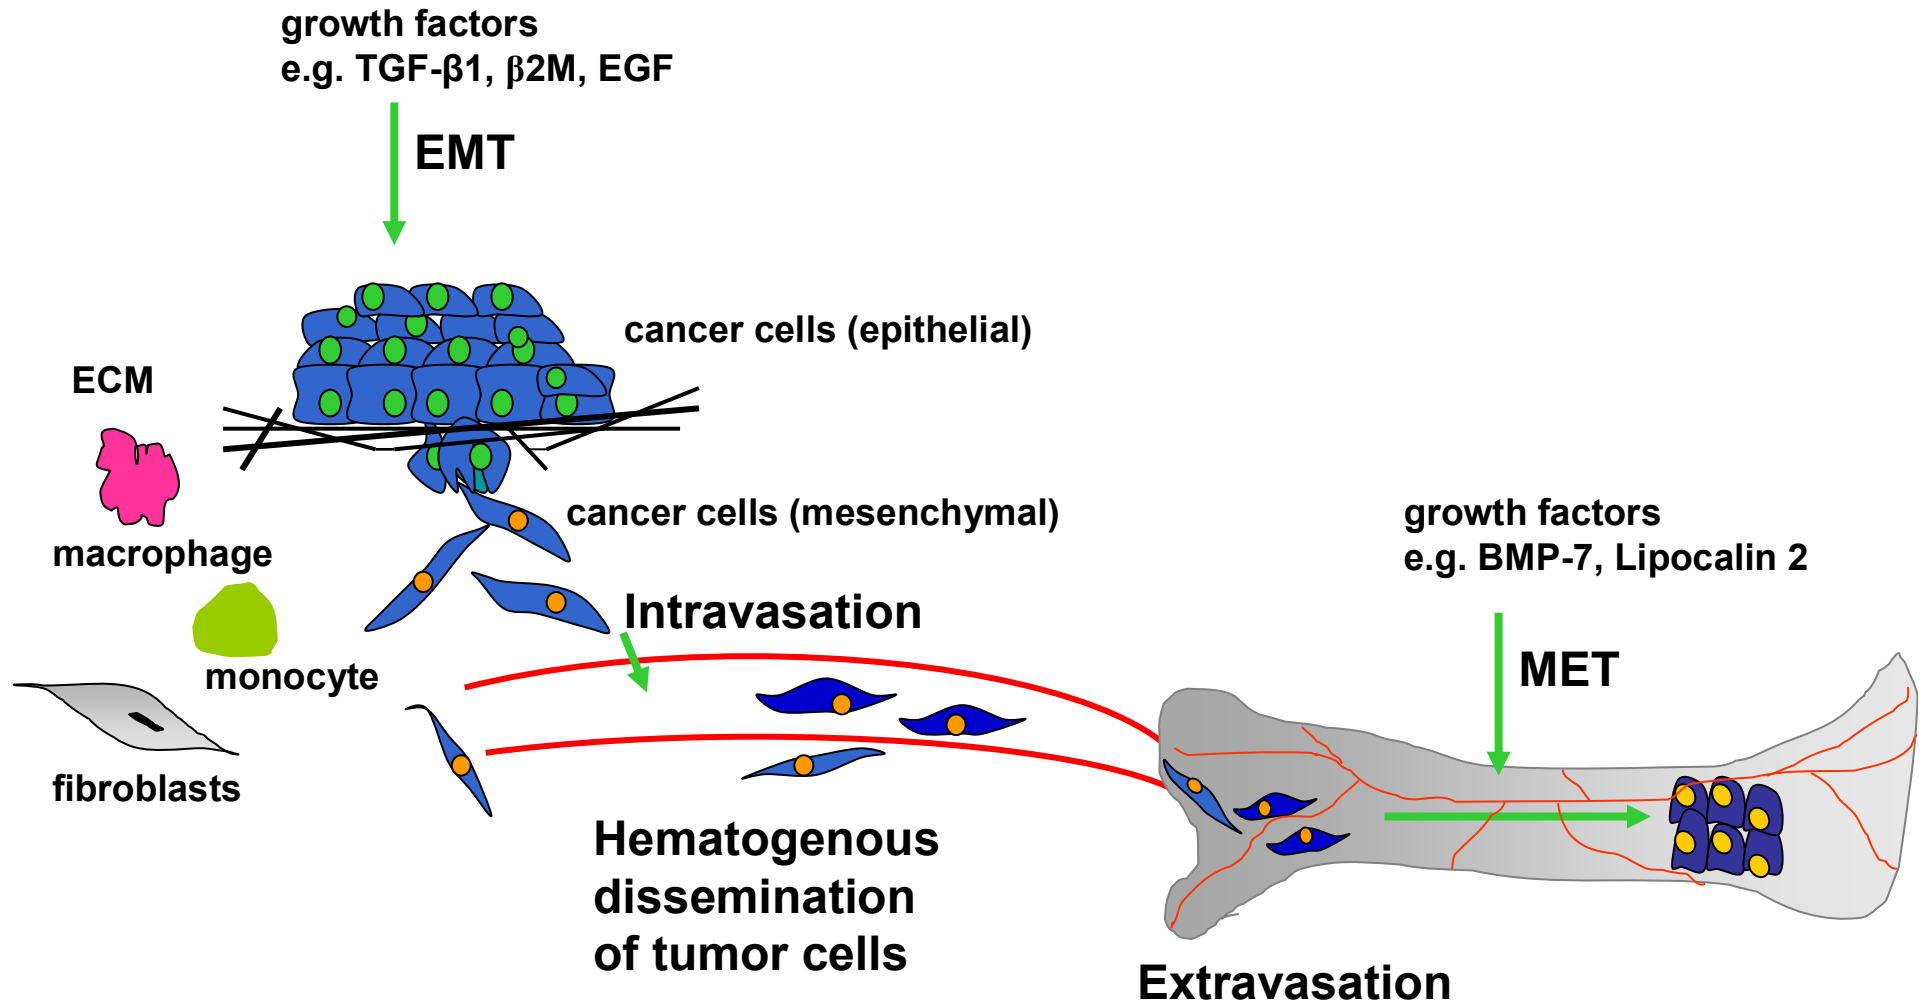 growth factors
e.g. TGF-β1, β2M, EGF
EMT
cancer cells (epithelial)
ECM
cancer cells (mesenchymal)
macrophage
growth factors
e.g. BMP-7, Lipocalin 2
Intravasation
monocyte
MET
fibroblasts
Hematogenous
dissemination
of tumor cells
Extravasation